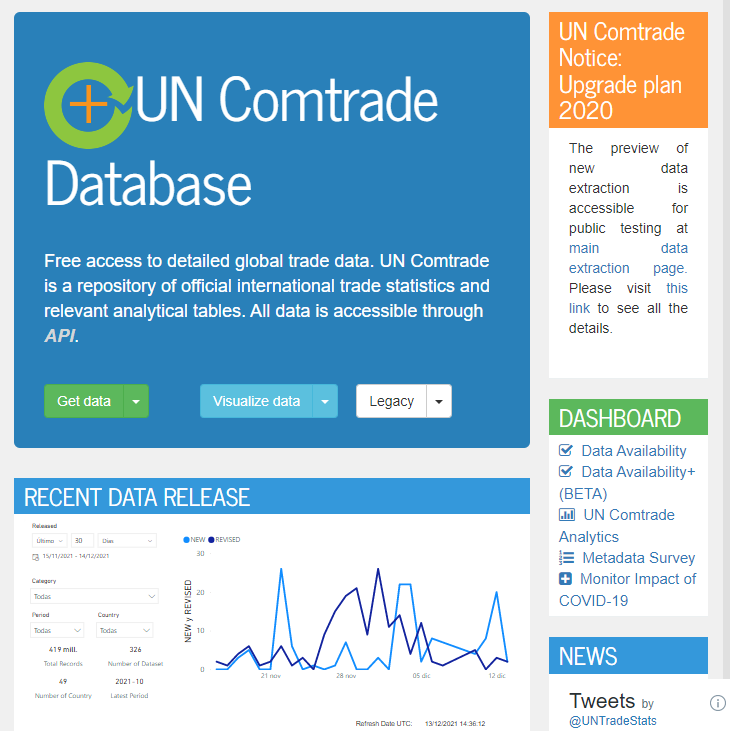 UN Comtrade
Database
Free access to detailed global trade data. UN Comtrade
is a repository of official international trade statistics and
relevant analytical tables. All data is accessible through
API.
Get data
Visualize data
Legacy
UN Comtrade
Notice:
Upgrade plan
2020
The preview of
new data
extraction is
accessible for
public testing at
main data
extraction page.
Please visit this
link to see all the
details.
DASHBOARD
Data Availability
Data Availability+
(BETA)
UN Comtrade
Analytics
Metadata Survey
Monitor Impact of
COVID-19
RECENT DATA RELEASE
Released
Último 30 Días
15/11/2021 - 14/12/2021
Category
Todas
Period Country
Todas Todas
419 mill. 326
Total Records Number of Dataset
49 2021-10
Number of Country Latest Period
NEW REVISED
NEW y REVISED
30
20
10
0
21 nov 28 nov 05 dic 12 dic
Refresh Date UTC: 13/12/2021 14.36.12
NEWS
Tweets by
@UNTradeStats